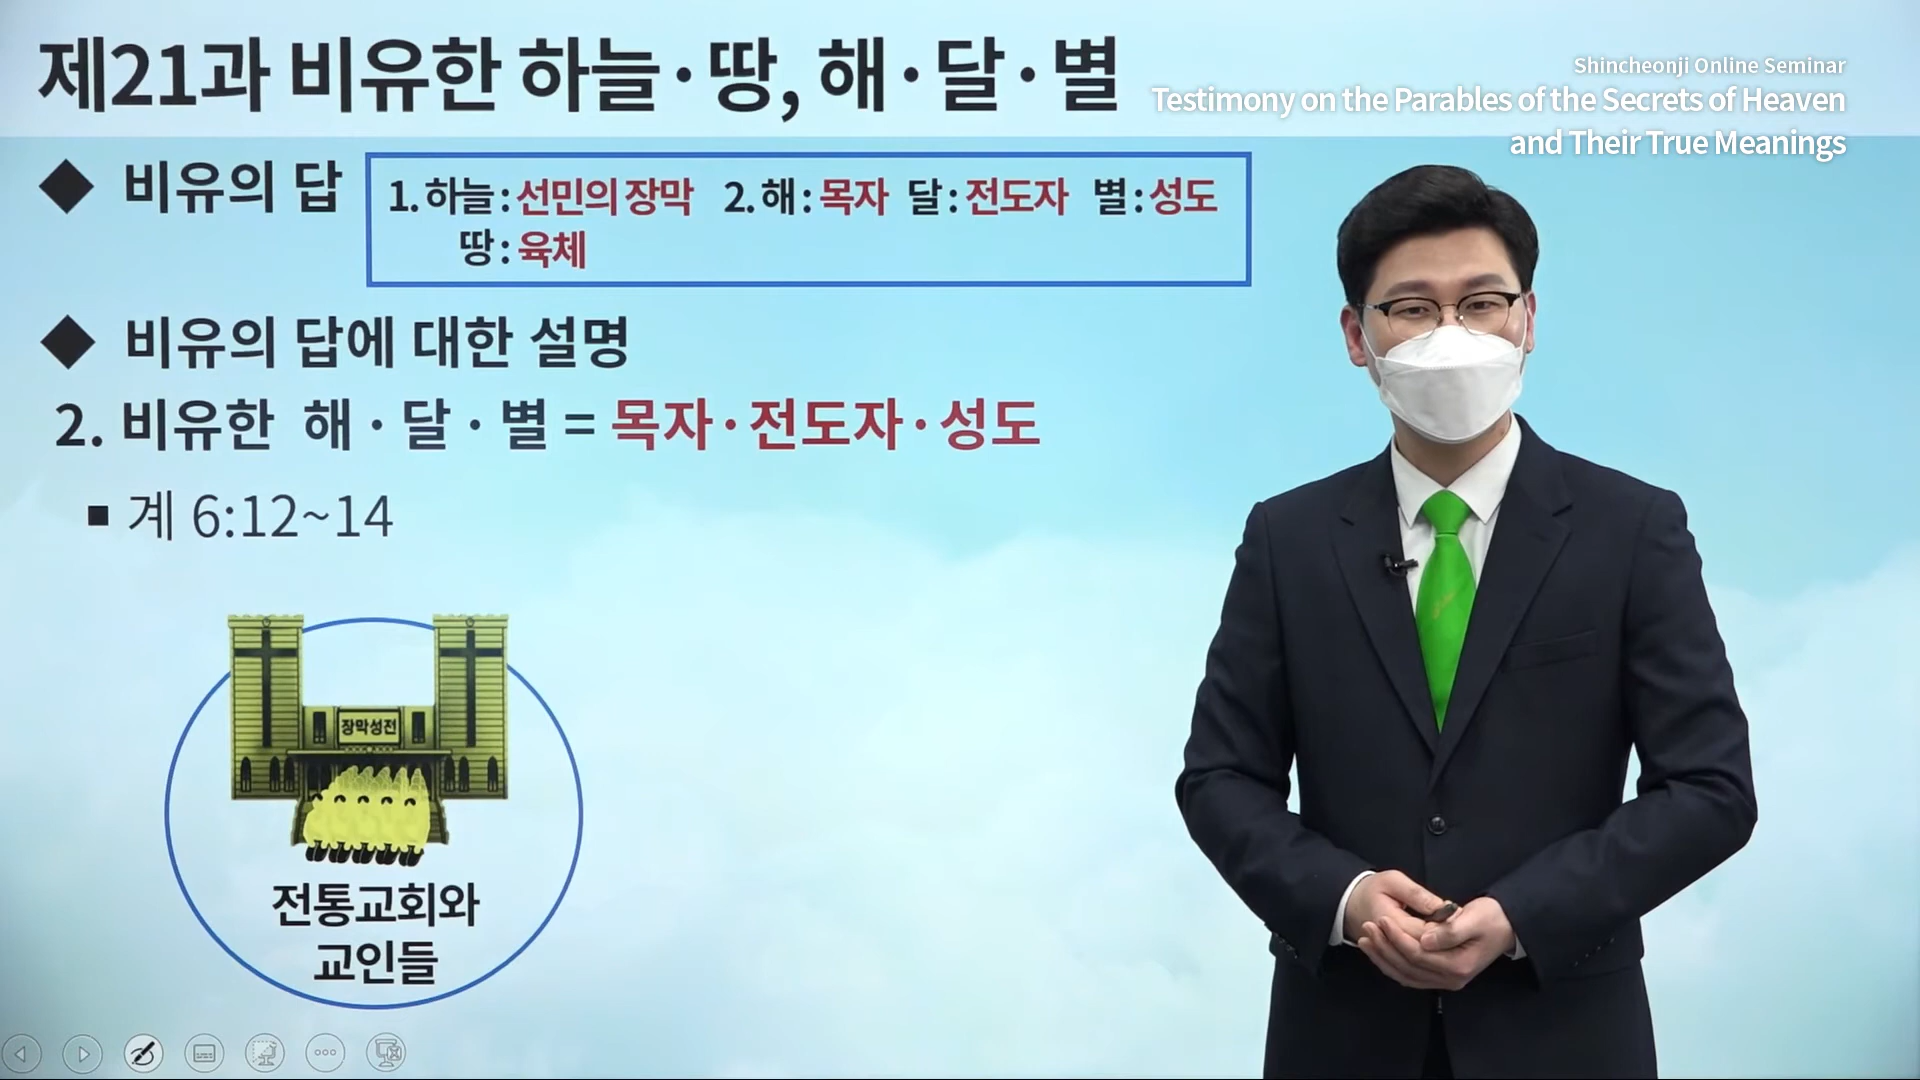 제21과 비유한 하늘·땅, 해·달·별
Shincheonji Online Seminar
Testimony on the Parables of the Secrets of Heaven
and Their True Meanings
◆ 비유의 답
1. 하늘 : 선민의 장막 2. 해 : 목자 달 : 전도자 별 : 성도
땅 : 육체
◆ 비유의 답에 대한 설명
2. 비유한 해 · 달 · 별 = 목자 · 전도자 · 성도
▪ 계 6:12~14
장막성전
전통교회와
교인들